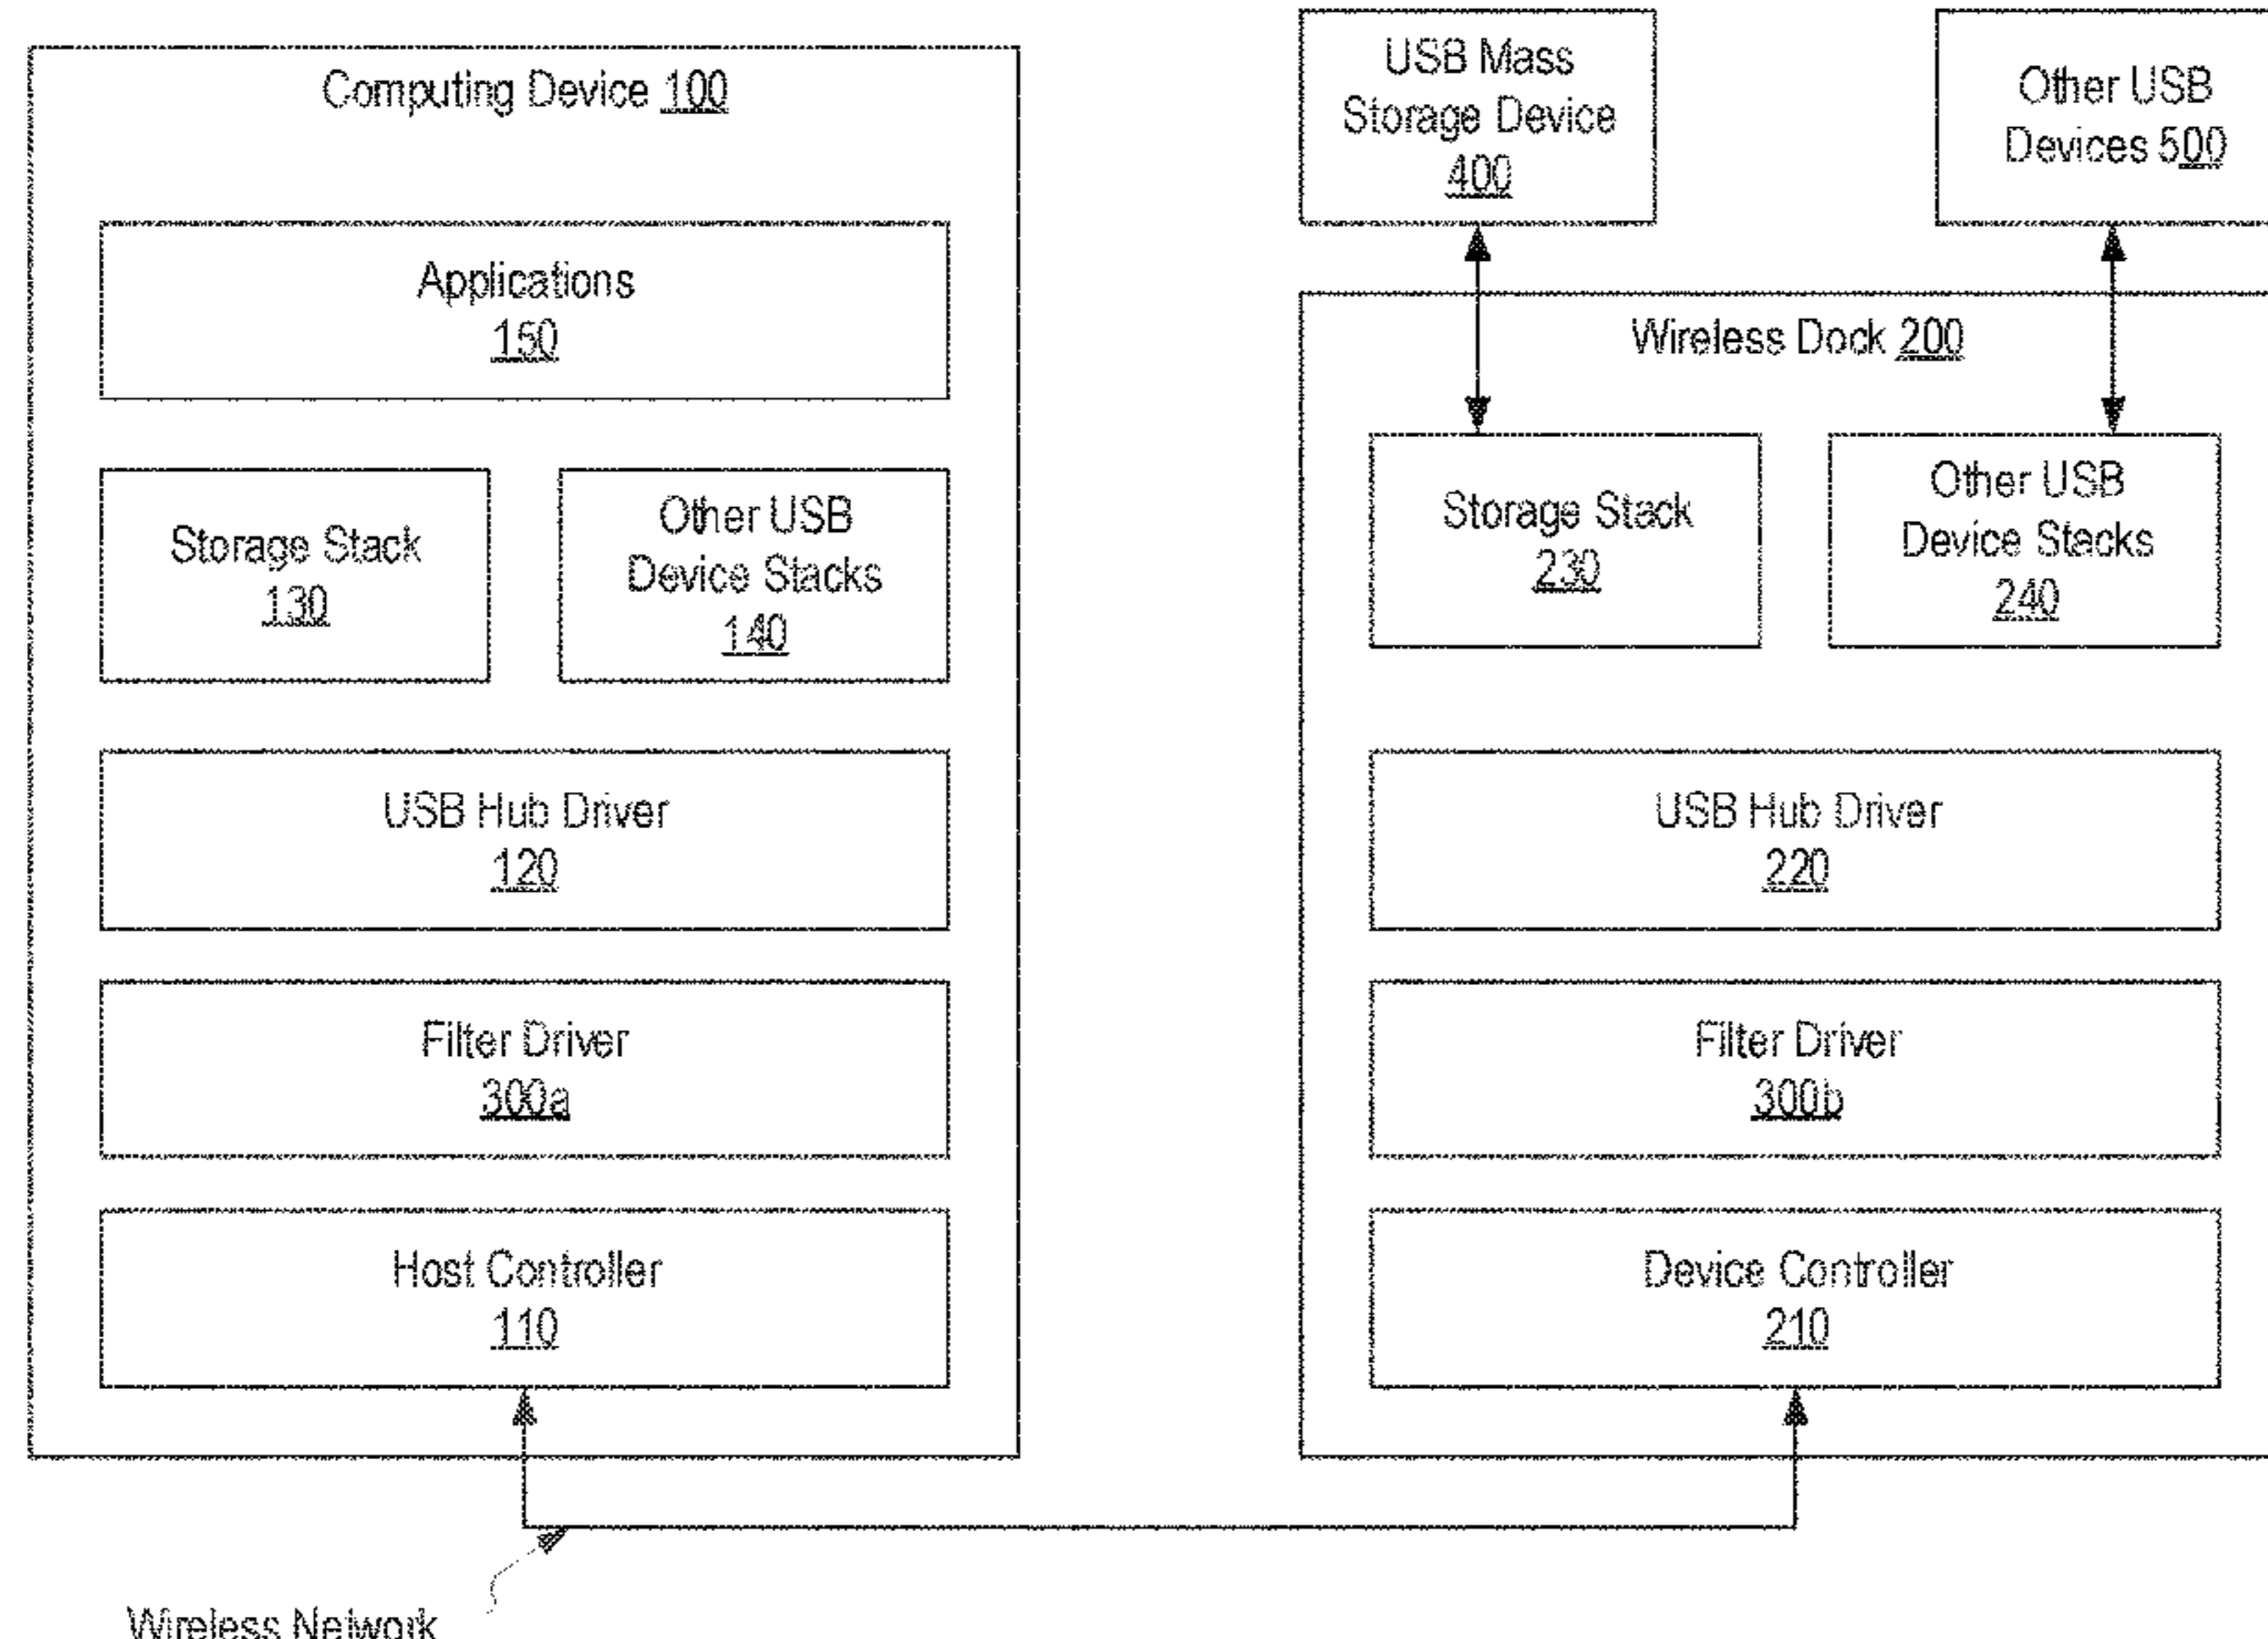 Computing Device 100
Applications
150
Storage Stack
130
Other USB
Device Stacks
140
USB Hub Driver
120
Filter Driver
300a
Host Controller
110
USB Mass
Storage Device
400
Other USB
Devices 500
Wireless Dock 200
Storage Stack
230
Other USB
Device Stacks
240
USB Hub Driver
220
Filter Driver
300b
Device Controller
210
Wireless Network